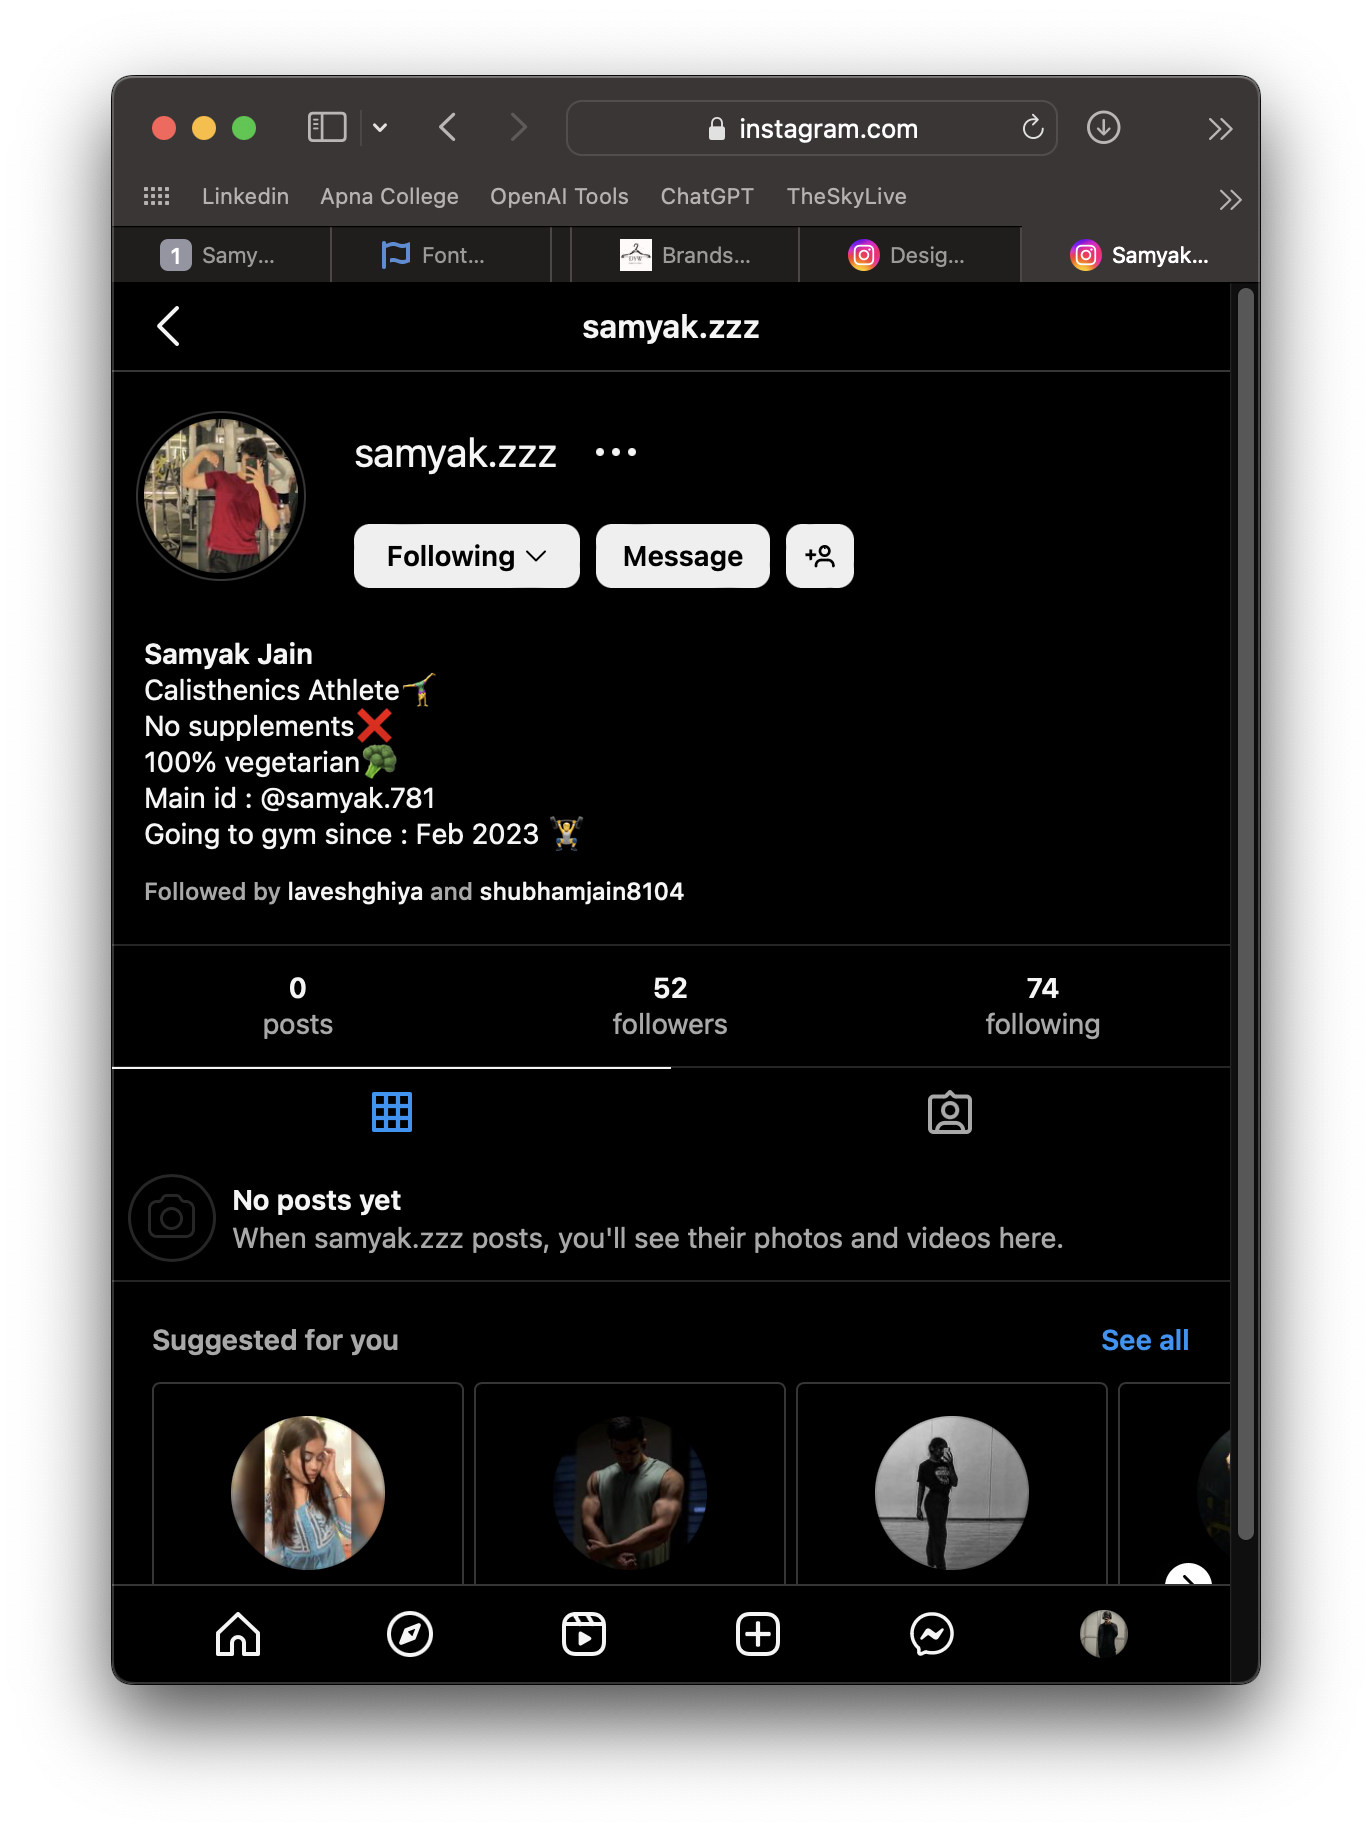 instagram.com
Linkedin Apna College OpenAI Tools ChatGPT TheSkyLive
1 Samy... Font... Brands... Desig... Samyak...
samyak.zzz
samyak.zzz
Following Message
Samyak Jain
Calisthenics Athlete🤸
No supplements❌
100% vegetarian🥦
Main id : @samyak.781
Going to gym since : Feb 2023 🏋️
Followed by laveshghiya and shubhamjain8104
0 52 74
posts followers following
No posts yet
When samyak.zzz posts, you'll see their photos and videos here.
Suggested for you See all